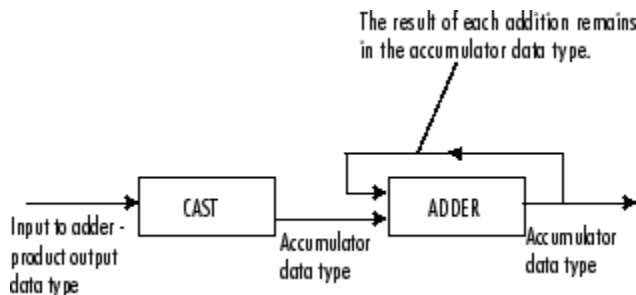 The result of each addition remains
in the accumulator data type.
CAST
ADDER
Input to adder -
product output
data type
Accumulator
data type
Accumulator
data type